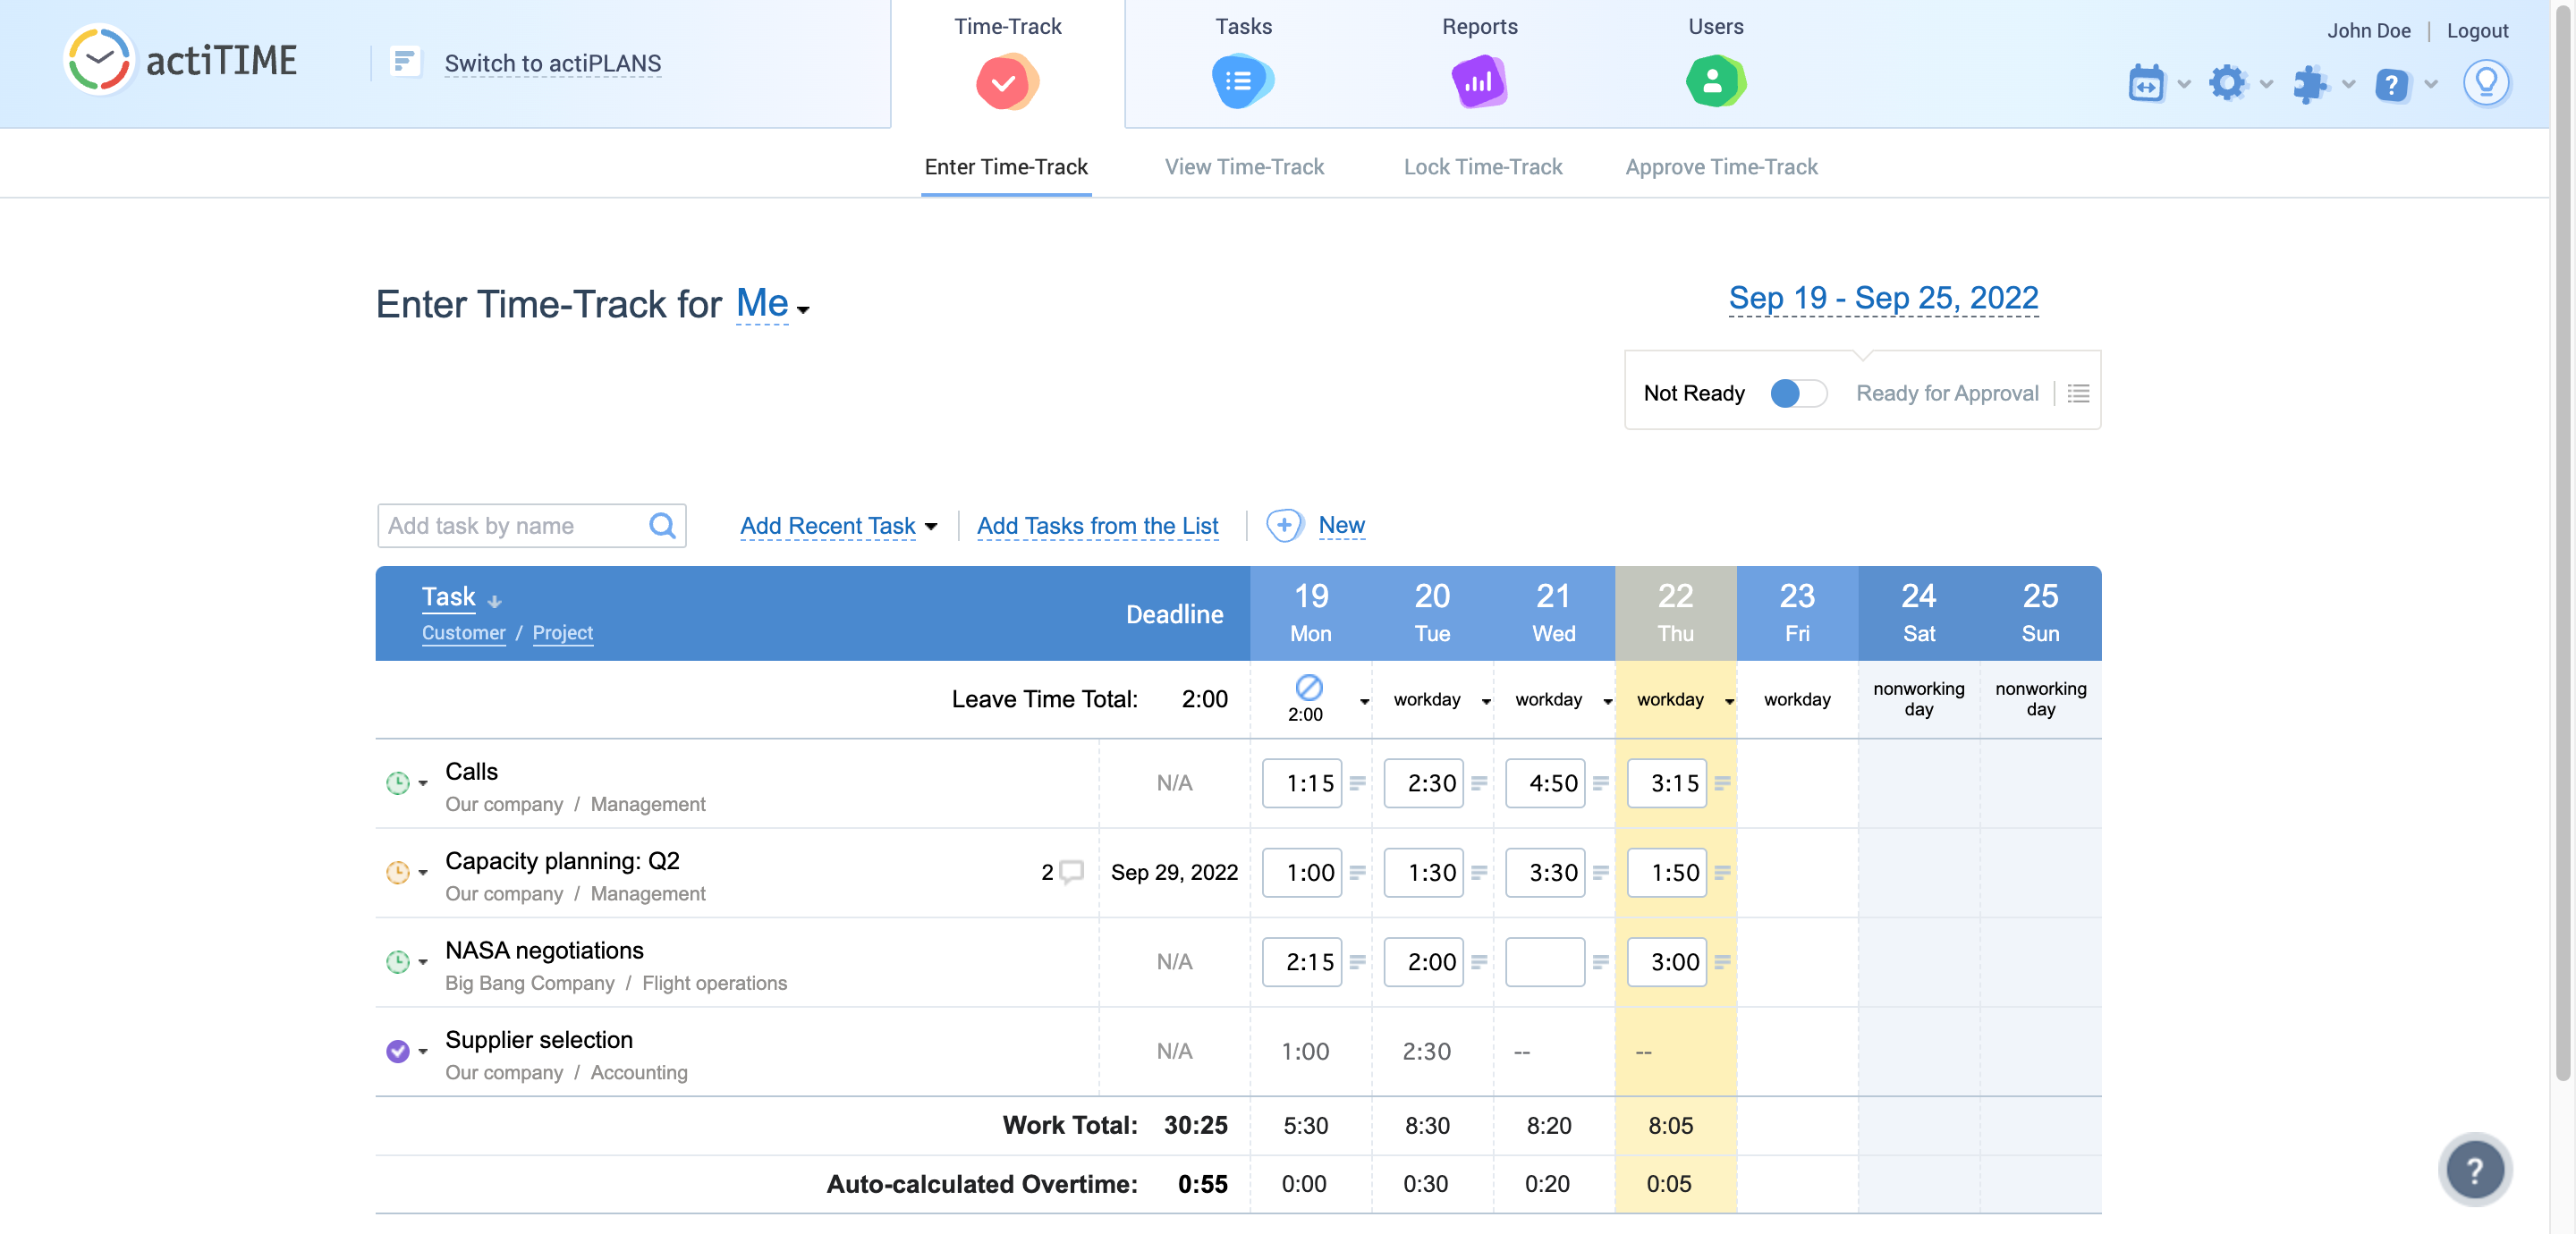 actiTIME
Switch to actiPLANS
Time-Track
Tasks
Reports
Users
John Doe
Logout
?
Enter Time-Track
View Time-Track
Lock Time-Track
Approve Time-Track
Enter Time-Track for Me
Sep 19 - Sep 25, 2022
Not Ready
Ready for Approval
Add task by name
Add Recent Task
Add Tasks from the List
New
Task
Customer / Project
Deadline
19 Mon
20 Tue
21 Wed
22 Thu
23 Fri
24 Sat
25 Sun
Leave Time Total: 2:00
2:00
workday
workday
workday
workday
nonworking day
nonworking day
Calls
Our company / Management
N/A 1:15 2:30 4:50 3:15
Capacity planning: Q2
Our company / Management
2 Sep 29, 2022 1:00 1:30 3:30 1:50
NASA negotiations
Big Bang Company / Flight operations
N/A 2:15 2:00 3:00
Supplier selection
Our company / Accounting
N/A 1:00 2:30 -- --
Work Total: 30:25 5:30 8:30 8:20 8:05
Auto-calculated Overtime: 0:55 0:00 0:30 0:20 0:05
?